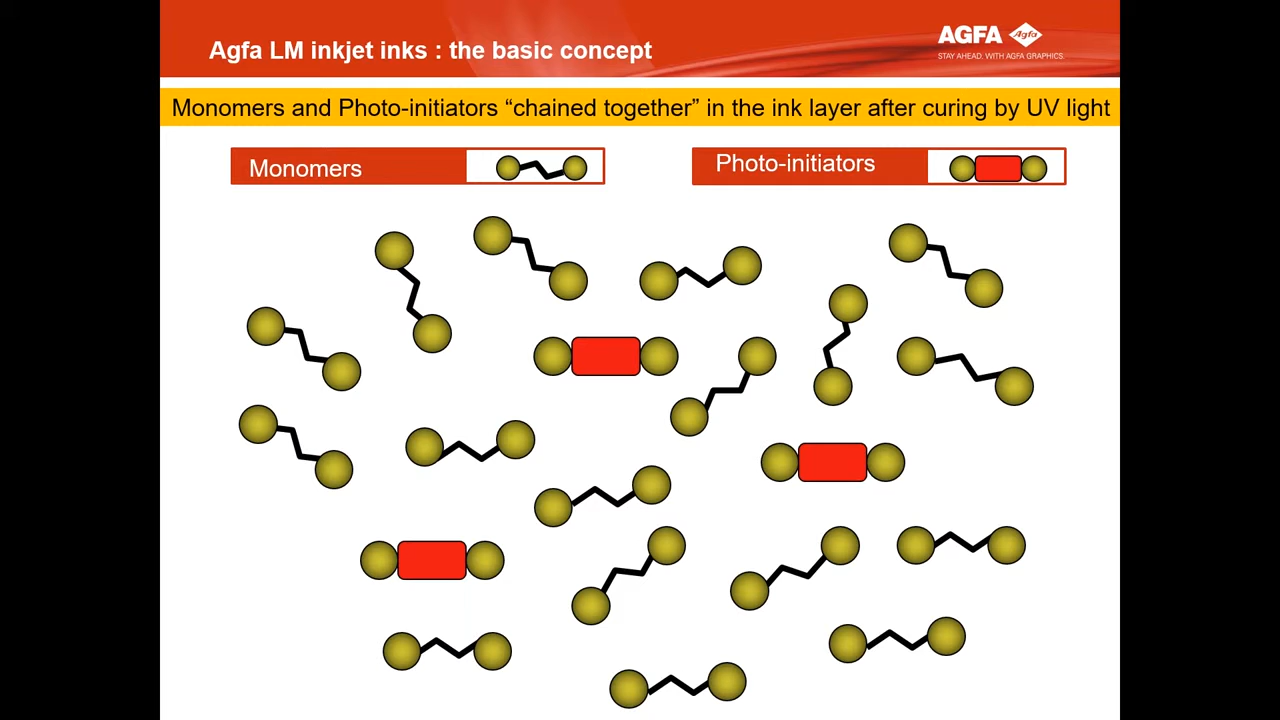 Agfa LM inkjet inks : the basic concept
AGFA
Agfa
STAY AHEAD. WITH AGFA GRAPHICS.
Monomers and Photo-initiators “chained together” in the ink layer after curing by UV light
Monomers
Photo-initiators